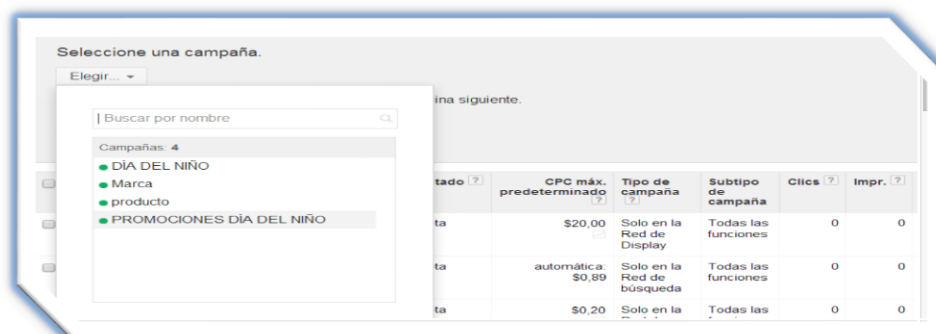 Seleccione una campaña.
Elegir...
ina siguiente.
Buscar por nombre
Campañas: 4
DÌA DEL NIÑO
Marca
producto
PROMOCIONES DÌA DEL NIÑO
tado ?
CPC máx.
predeterminado
?
Tipo de
campaña
?
Subtipo
de
campaña
Clics ?
Impr. ?
ta
$20,00
Solo en la
Red de
Display
Todas las
funciones
0
0
ta
automática:
$0,89
Solo en la
Red de
búsqueda
Todas las
funciones
0
0
ta
$0,20
Solo en la
Todas las
0
0